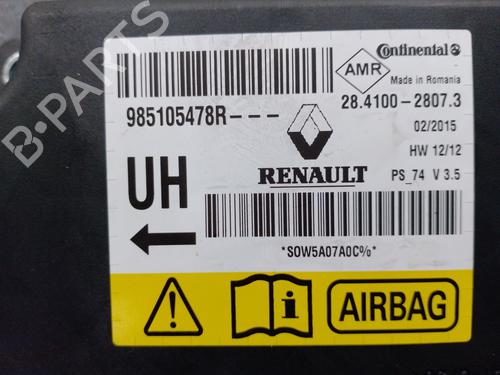 Continental
AMR
Made in Romania
985105478R---
28.4100-2807.3
02/2015
HW 12/12
UH
RENAULT
PS_74 V 3.5
*S0W5A07A0C%*
AIRBAG
B-PARTS